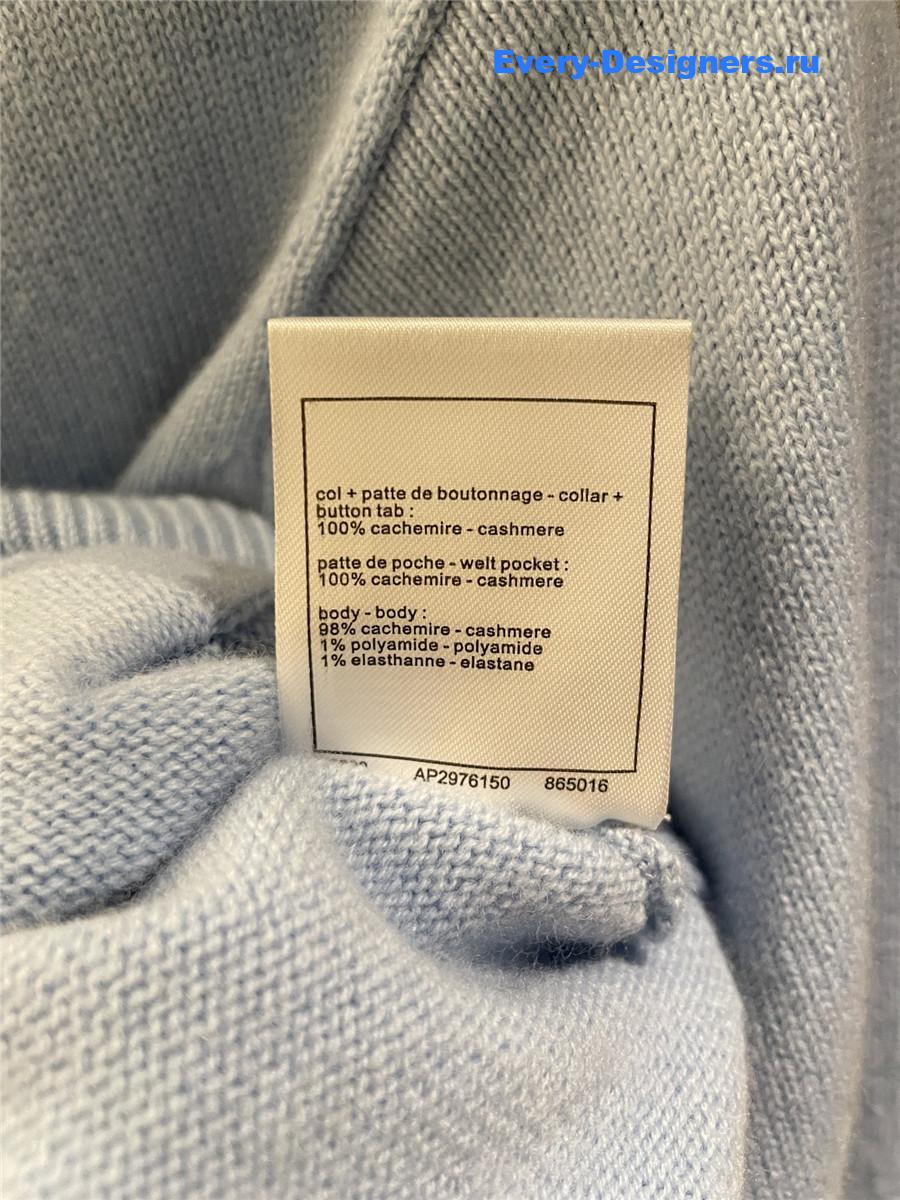 Every-Designers.ru
col + patte de boutonnage - collar +
button tab :
100% cachemire - cashmere
patte de poche - welt pocket :
100% cachemire - cashmere
body - body :
98% cachemire - cashmere
1% polyamide - polyamide
1% elasthanne - elastane
AP2976150 865016